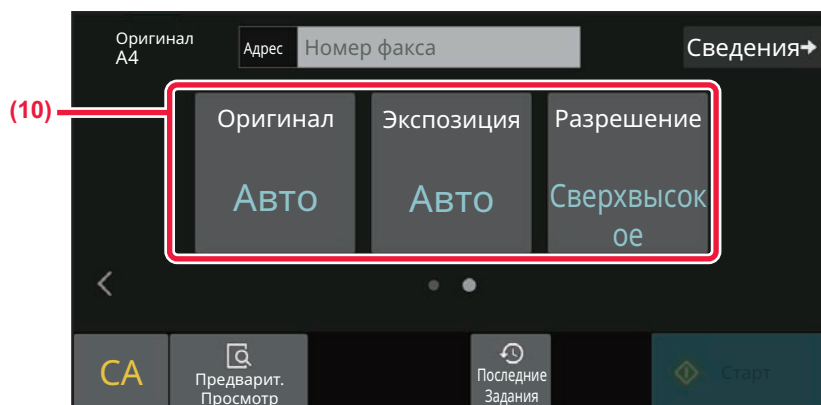 Оригинал
A4
Адрес
Номер факса
Сведения➔
(10)
Оригинал
Экспозиция
Разрешение
Авто
Авто
Сверхвысок
ое
CA
Предварит.
Просмотр
Последние
Задания
Старт